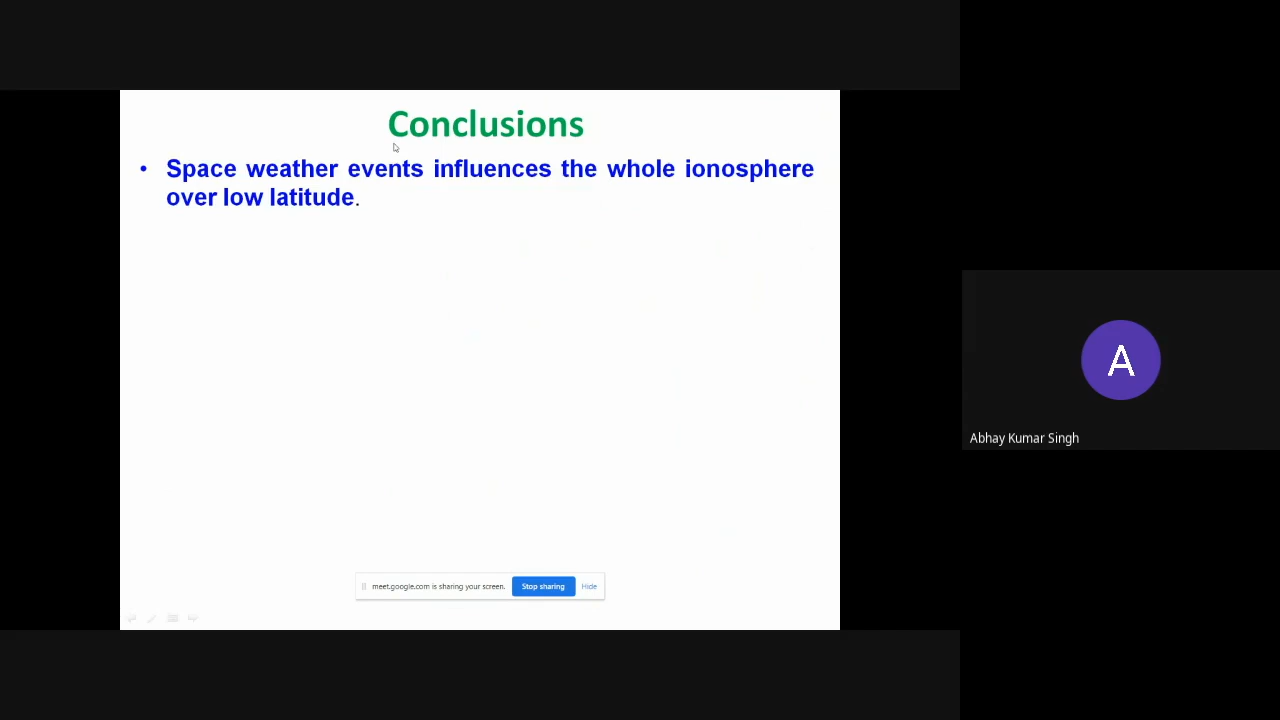 Conclusions
• Space weather events influences the whole ionosphere
over low latitude.
meet.google.com is sharing your screen. Stop sharing Hide
A
Abhay Kumar Singh